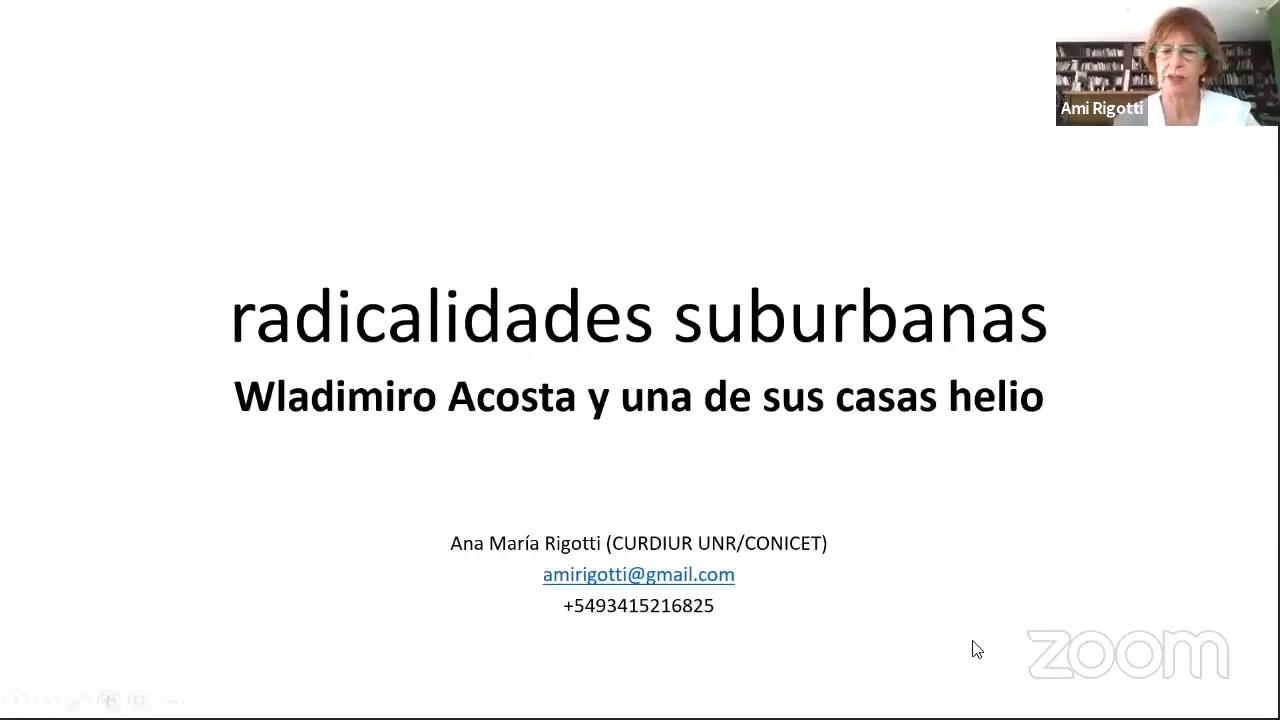 Ami Rigotti
radicalidades suburbanas
Wladimiro Acosta y una de sus casas helio
Ana María Rigotti (CURDIUR UNR/CONICET)
amirigotti@gmail.com
+5493415216825
zoom